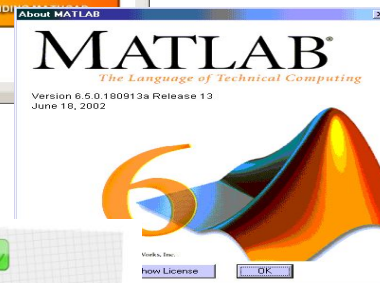 About MATLAB
MATLAB®
The Language of Technical Computing
Version 6.5.0.180913a Release 13
June 18, 2002
6
Works, Inc.
how License
OK